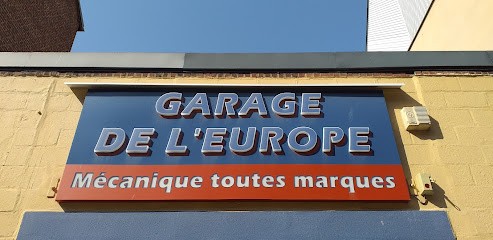 GARAGE
DE L'EUROPE
Mécanique toutes marques